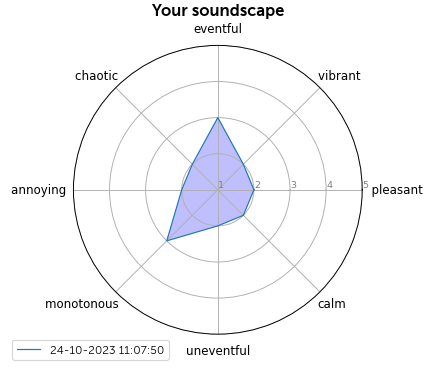 Your soundscape
eventful
chaotic
vibrant
annoying
1
2
3
4
5
pleasant
monotonous
calm
24-10-2023 11:07:50
uneventful